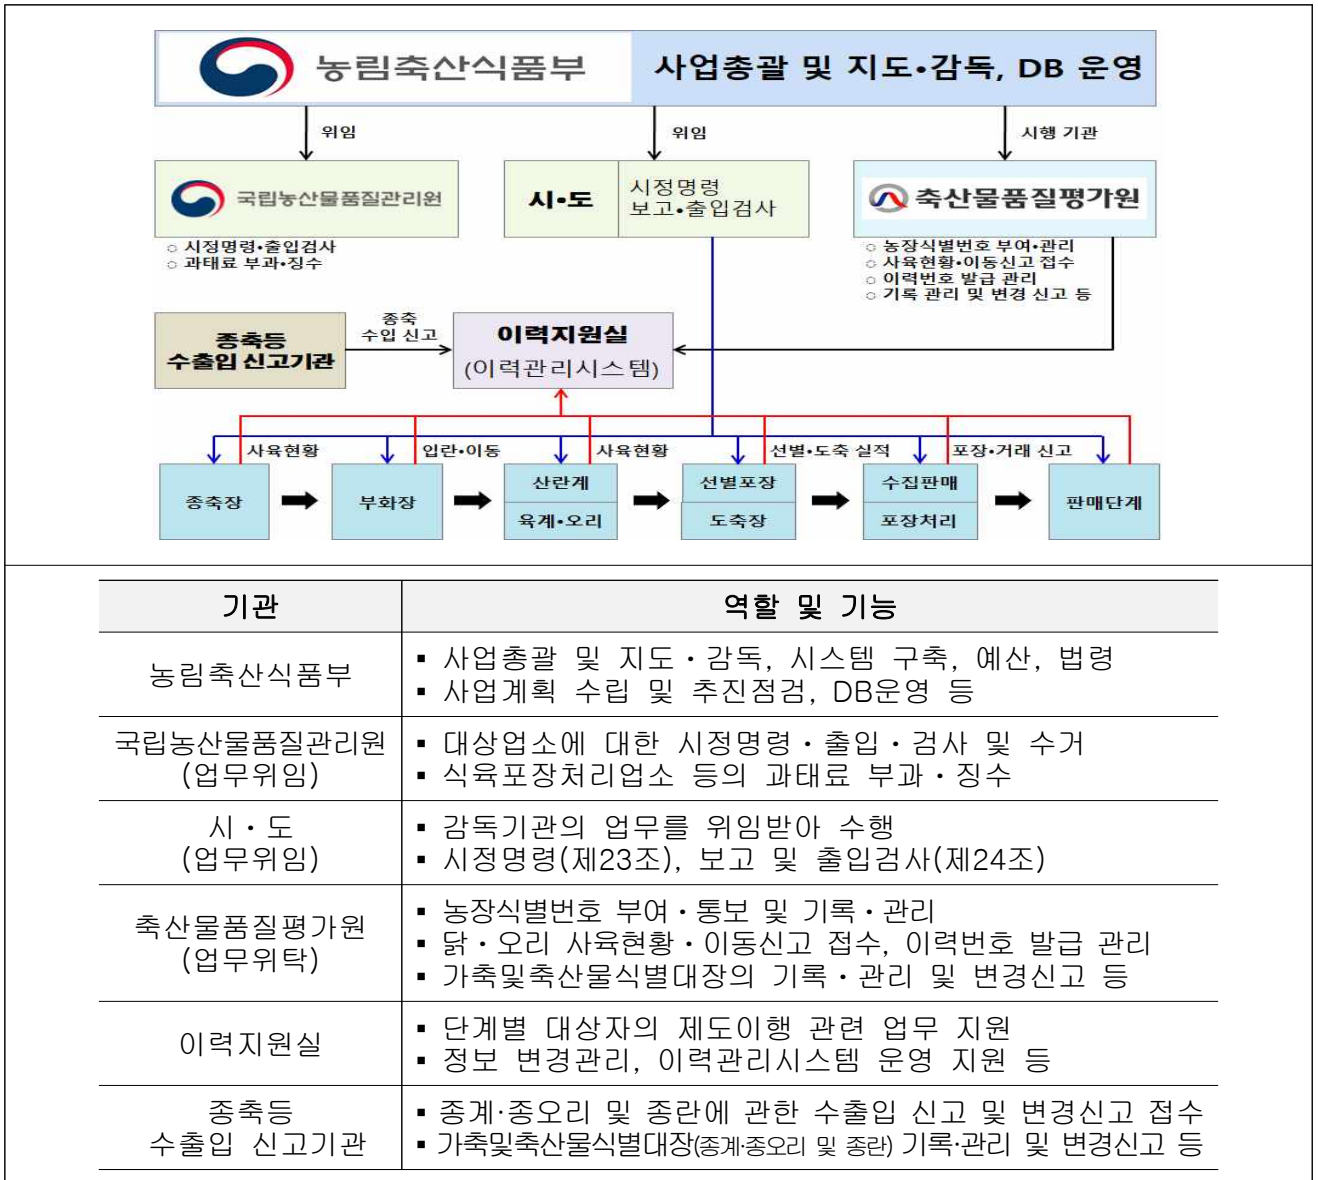 농림축산식품부 사업총괄 및 지도•감독, DB 운영
위임 위임 시행 기관
국립농산물품질관리원
시•도
시정명령
보고•출입검사
축산물품질평가원
○ 시정명령•출입검사
○ 과태료 부과•징수
○ 농장식별번호 부여•관리
○ 사육현황•이동신고 접수
○ 이력번호 발급 관리
○ 기록 관리 및 변경 신고 등
종축등
수출입 신고기관
종축
수입 신고
이력지원실
(이력관리시스템)
사육현황 입란•이동 사육현황 선별•도축 실적 포장•거래 신고
종축장
부화장
산란계
육계•오리
선별포장
도축장
수집판매
포장처리
판매단계
기관 역할 및 기능
농림축산식품부
▪ 사업총괄 및 지도・감독, 시스템 구축, 예산, 법령
▪ 사업계획 수립 및 추진점검, DB운영 등
국립농산물품질관리원
(업무위임)
▪ 대상업소에 대한 시정명령・출입・검사 및 수거
▪ 식육포장처리업소 등의 과태료 부과・징수
시・도
(업무위임)
▪ 감독기관의 업무를 위임받아 수행
▪ 시정명령(제23조), 보고 및 출입검사(제24조)
축산물품질평가원
(업무위탁)
▪ 농장식별번호 부여・통보 및 기록・관리
▪ 닭・오리 사육현황・이동신고 접수, 이력번호 발급 관리
▪ 가축및축산물식별대장의 기록・관리 및 변경신고 등
이력지원실
▪ 단계별 대상자의 제도이행 관련 업무 지원
▪ 정보 변경관리, 이력관리시스템 운영 지원 등
종축등
수출입 신고기관
▪ 종계·종오리 및 종란에 관한 수출입 신고 및 변경신고 접수
▪ 가축및축산물식별대장(종계·종오리 및 종란) 기록·관리 및 변경신고 등